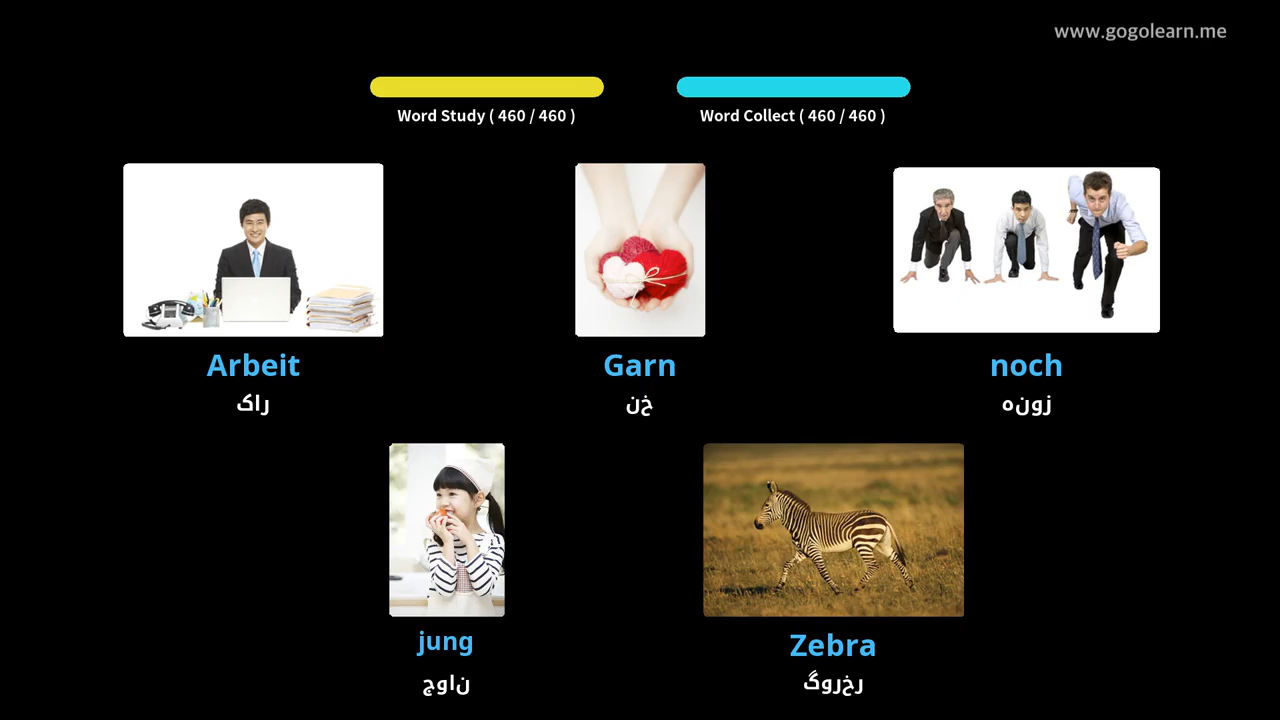 www.gogolearn.me
Word Study ( 460 / 460 )
Word Collect ( 460 / 460 )
Arbeit
Garn
noch
راک
خن
زونه
jung
Zebra
ناوج
رخروگ